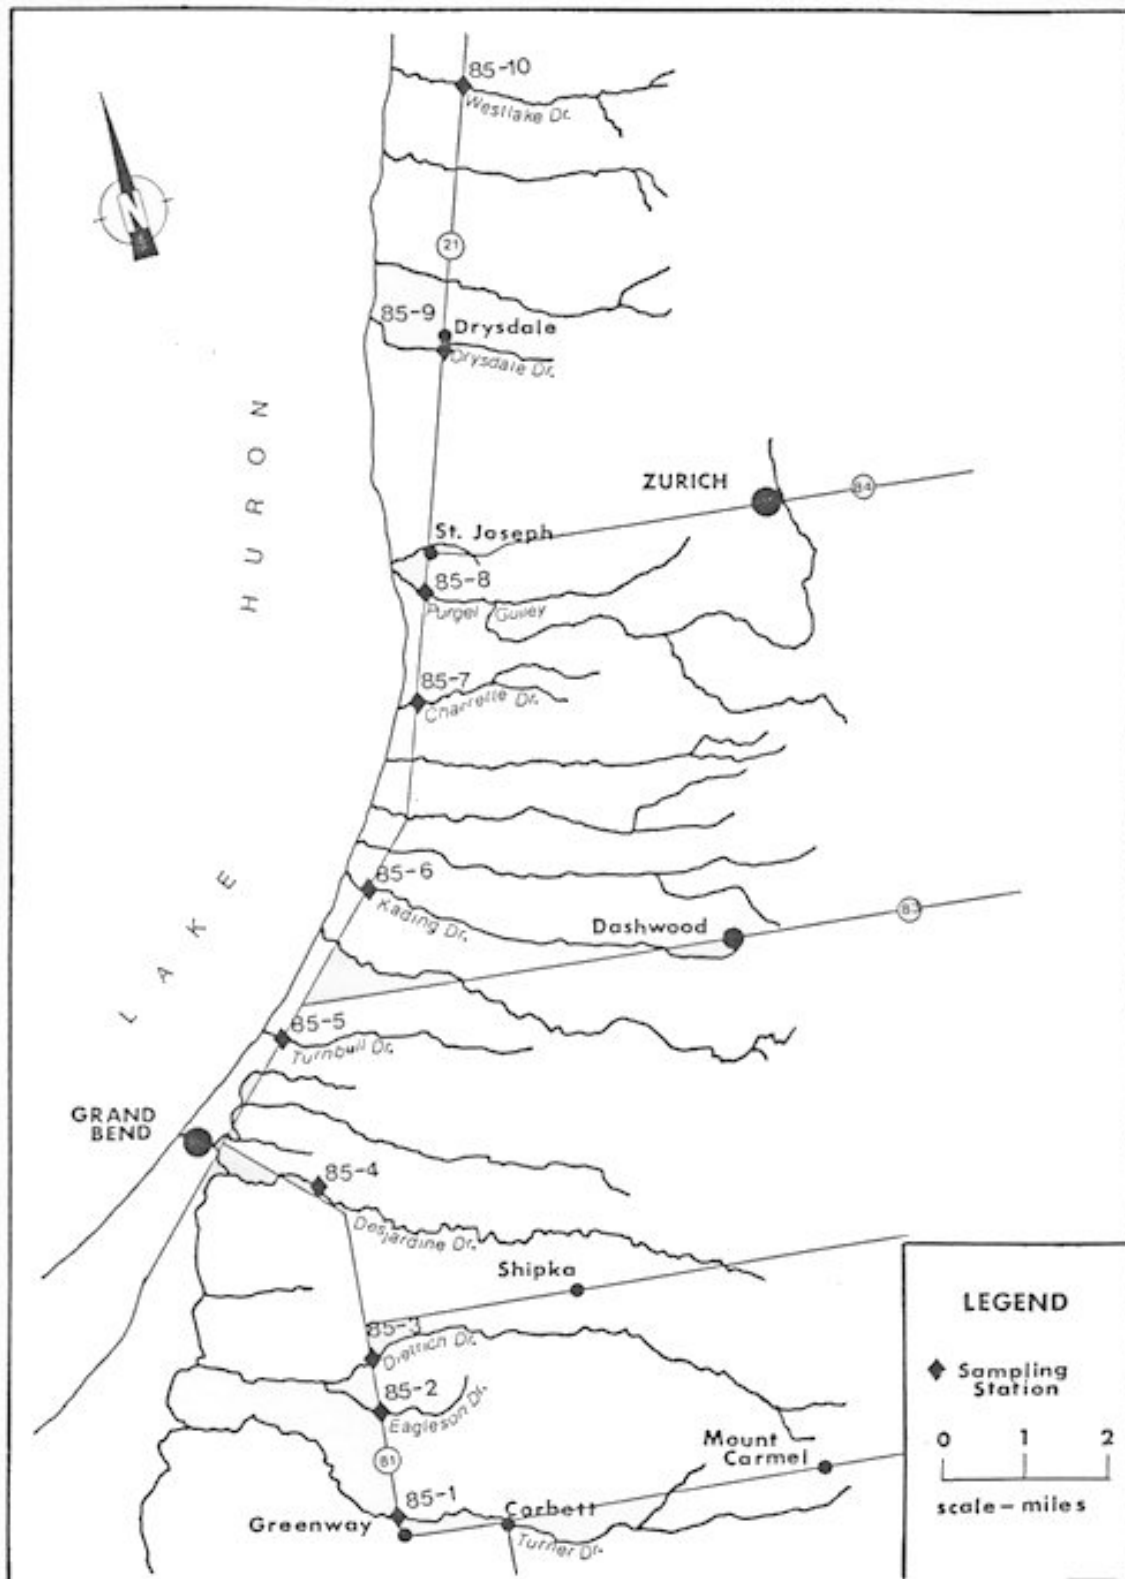 85-10
Westlake Dr.
N
21
85-9
Drysdale
Drysdale Dr.
ZURICH
84
St. Joseph
85-8
Purgel Gulley
85-7
Charrette Dr.
LAKE HURON
85-6
Kading Dr.
Dashwood
83
85-5
Turnbull Dr.
GRAND
BEND
85-4
Desjardine Dr.
Shipka
85-3
Dietrich Dr.
85-2
Eagleson Dr.
81
Mount
Carmel
85-1
Greenway
Corbett
Turner Dr.
LEGEND
Sampling
Station
0 1 2
scale – miles